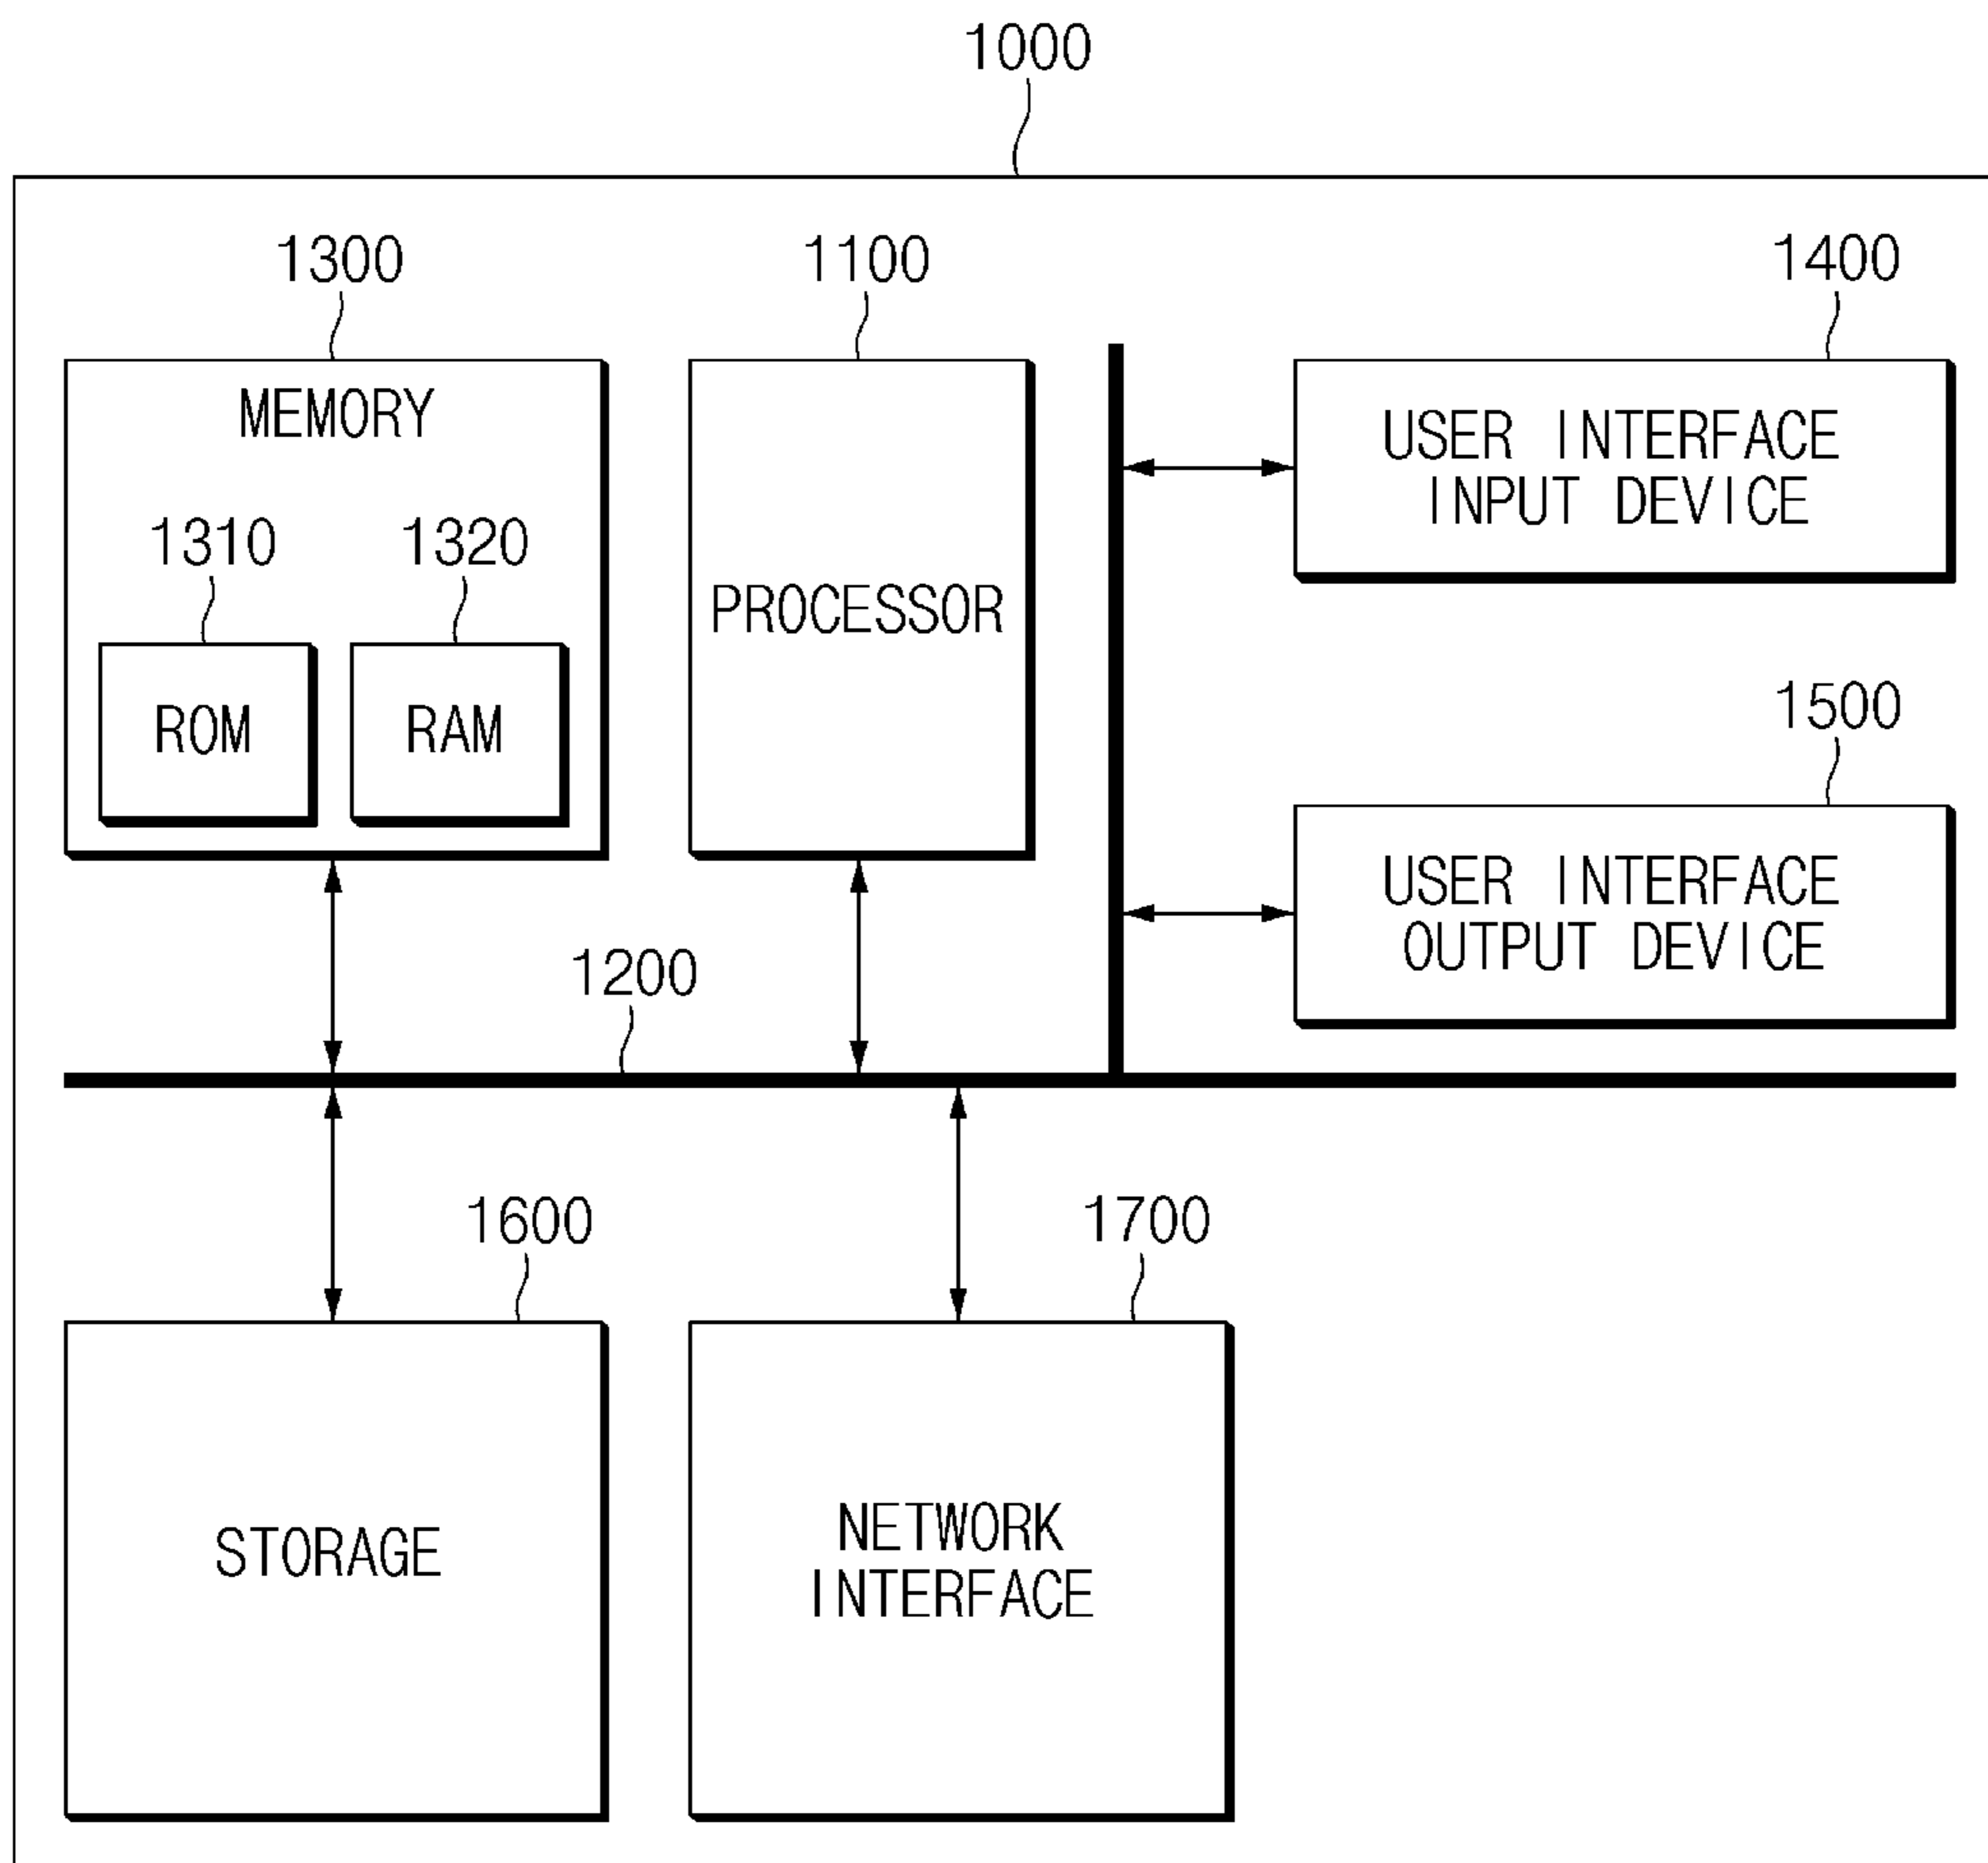 1000
1300
1100
1400
MEMORY
USER INTERFACE
INPUT DEVICE
1310
1320
PROCESSOR
ROM
RAM
1500
USER INTERFACE
OUTPUT DEVICE
1200
1600
1700
STORAGE
NETWORK
INTERFACE